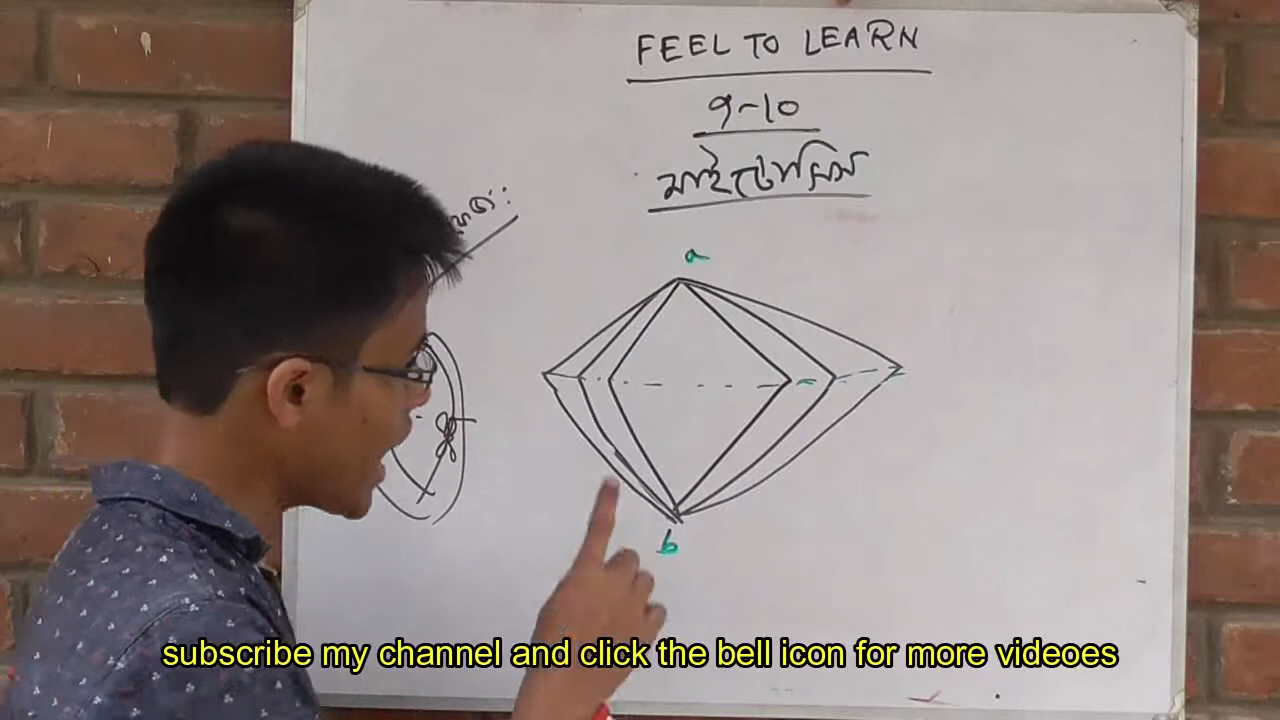 FEEL TO LEARN
৯-১০
মাইটোসিস
a
b
subscribe my channel and click the bell icon for more videoes